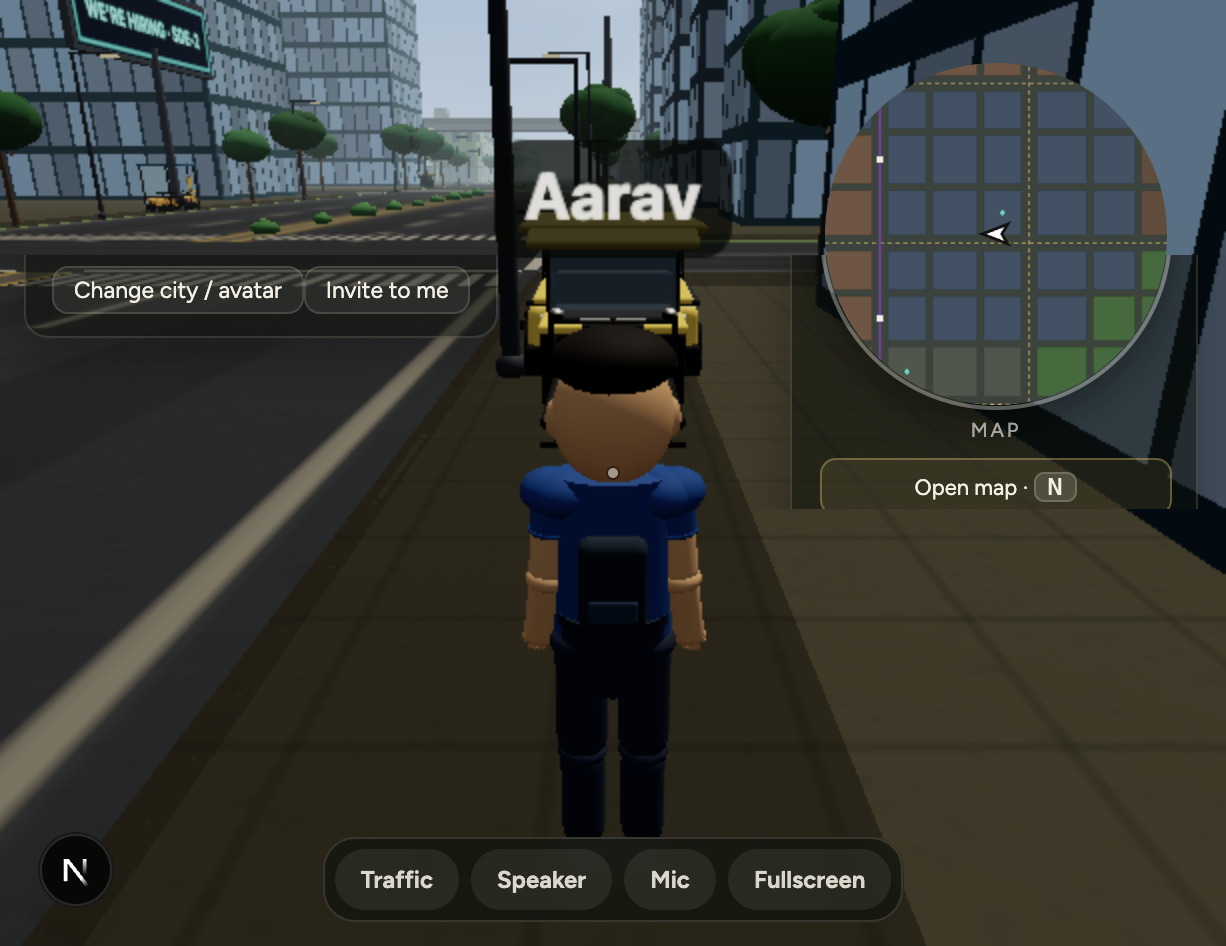 WE'RE HIRING · SDE-2
Aarav
Change city / avatar
Invite to me
MAP
Open map · N
N
Traffic
Speaker
Mic
Fullscreen